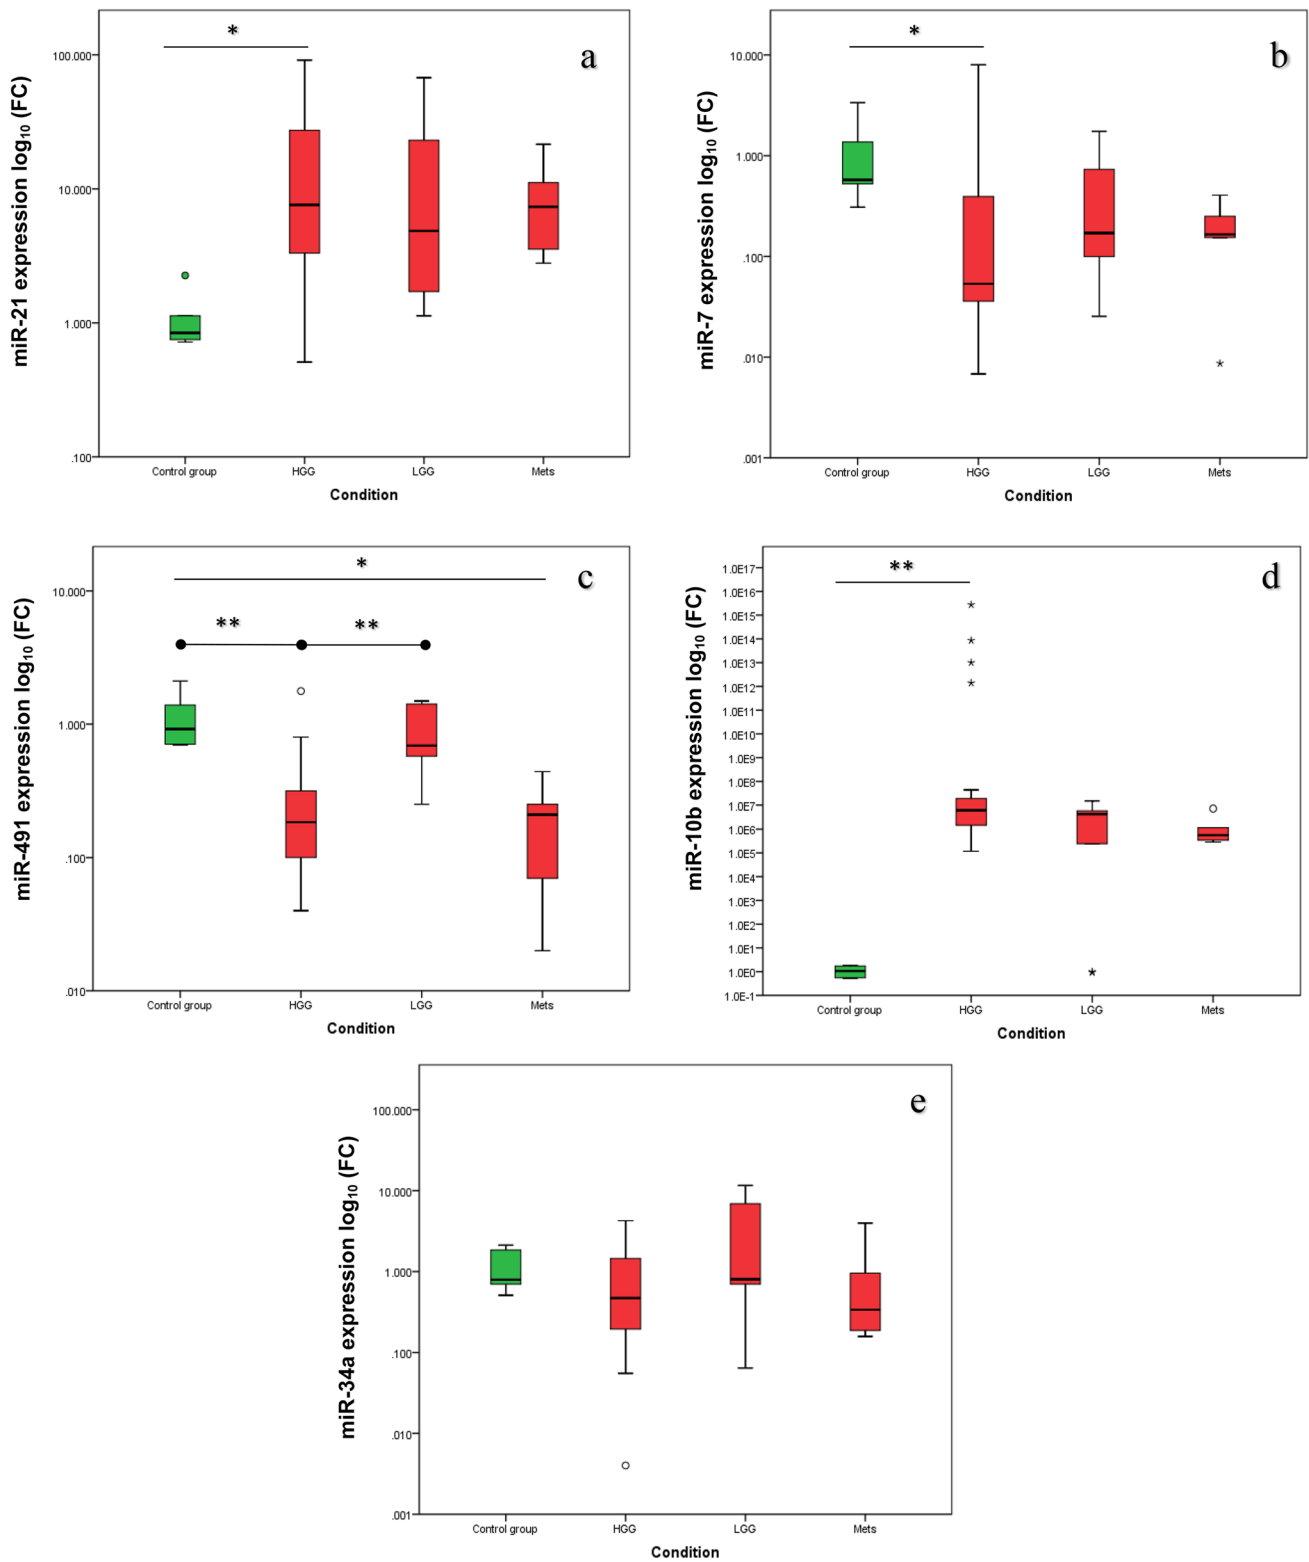 *
a
miR-21 expression log₁₀ (FC)
100.000
10.000
1.000
.100
Control group HGG LGG Mets
Condition
*
b
miR-7 expression log₁₀ (FC)
10.000
1.000
.100
.010
.001
Control group HGG LGG Mets
Condition
*
c
** **
miR-491 expression log₁₀ (FC)
10.000
1.000
.100
.010
Control group HGG LGG Mets
Condition
**
d
miR-10b expression log₁₀ (FC)
1.0E17
1.0E16
1.0E15
1.0E14
1.0E13
1.0E12
1.0E11
1.0E10
1.0E9
1.0E8
1.0E7
1.0E6
1.0E5
1.0E4
1.0E3
1.0E2
1.0E1
1.0E0
1.0E-1
Control group HGG LGG Mets
Condition
e
miR-34a expression log₁₀ (FC)
100.000
10.000
1.000
.100
.010
.001
Control group HGG LGG Mets
Condition